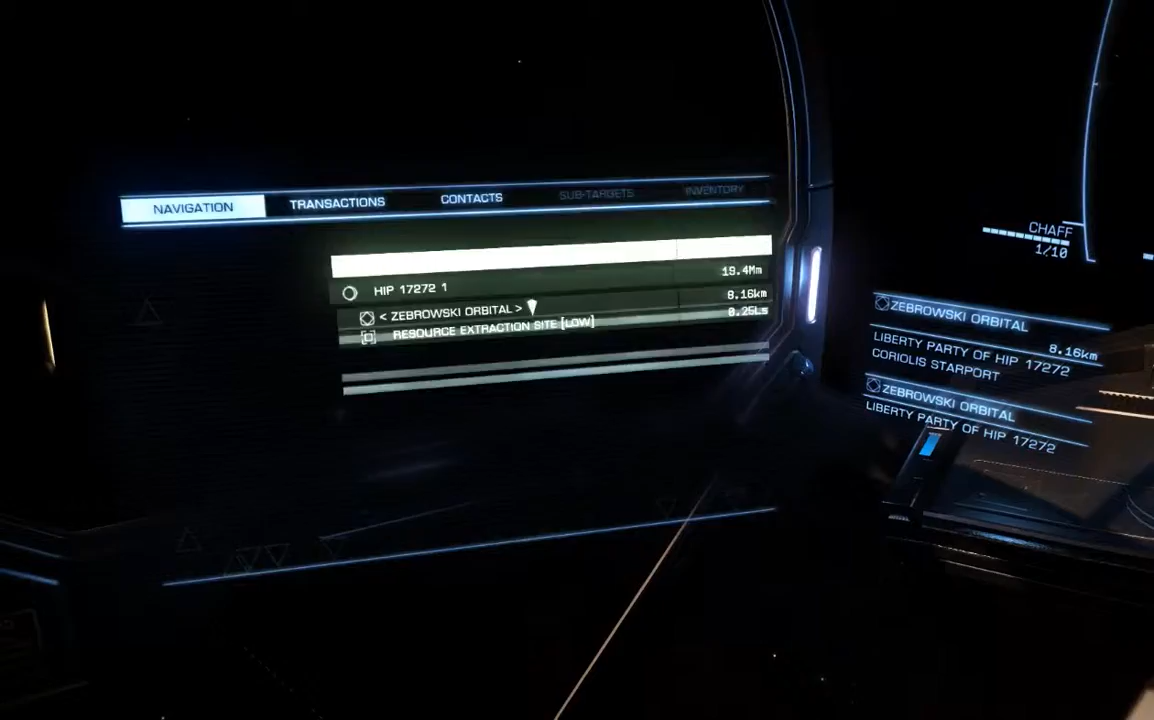 NAVIGATION
TRANSACTIONS
CONTACTS
SUB-TARGETS
INVENTORY
HIP 17272 1
19.4Mm
< ZEBROWSKI ORBITAL >
8.16km
RESOURCE EXTRACTION SITE [LOW]
0.25Ls
CHAFF
1/10
ZEBROWSKI ORBITAL
8.16km
LIBERTY PARTY OF HIP 17272
CORIOLIS STARPORT
ZEBROWSKI ORBITAL
LIBERTY PARTY OF HIP 17272